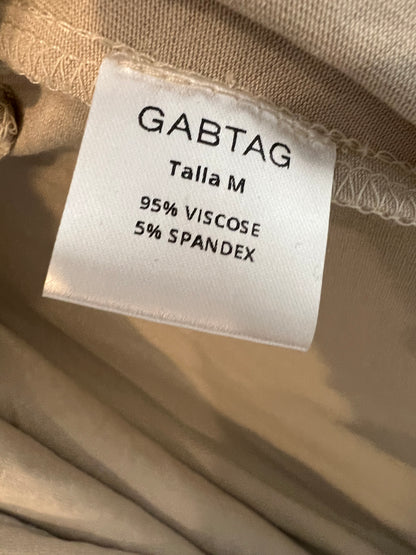 GABTAG
Talla M
95% VISCOSE
5% SPANDEX